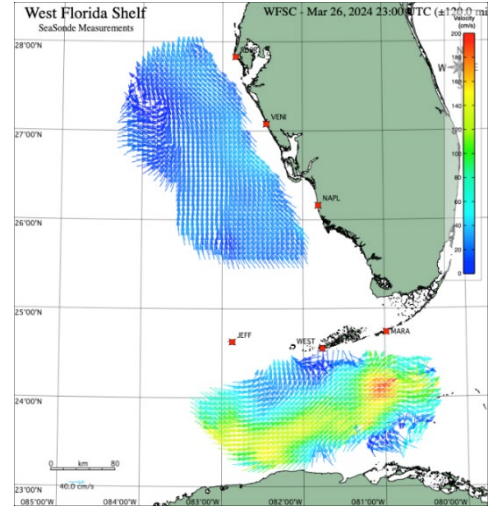 West Florida Shelf
WFSC - Mar 26, 2024 23:00 UTC (±120.0 mi
SeaSonde Measurements
Velocity
(cm/s)
200
180
160
140
120
100
80
60
40
20
0
N
W
S
28°00'N
27°00'N
26°00'N
25°00'N
24°00'N
23°00'N
VENI
NAPL
JEFF
WEST
MARA
km
0
80
40.0 cm/s
085°00'W
084°00'W
083°00'W
082°00'W
081°00'W
080°00'W